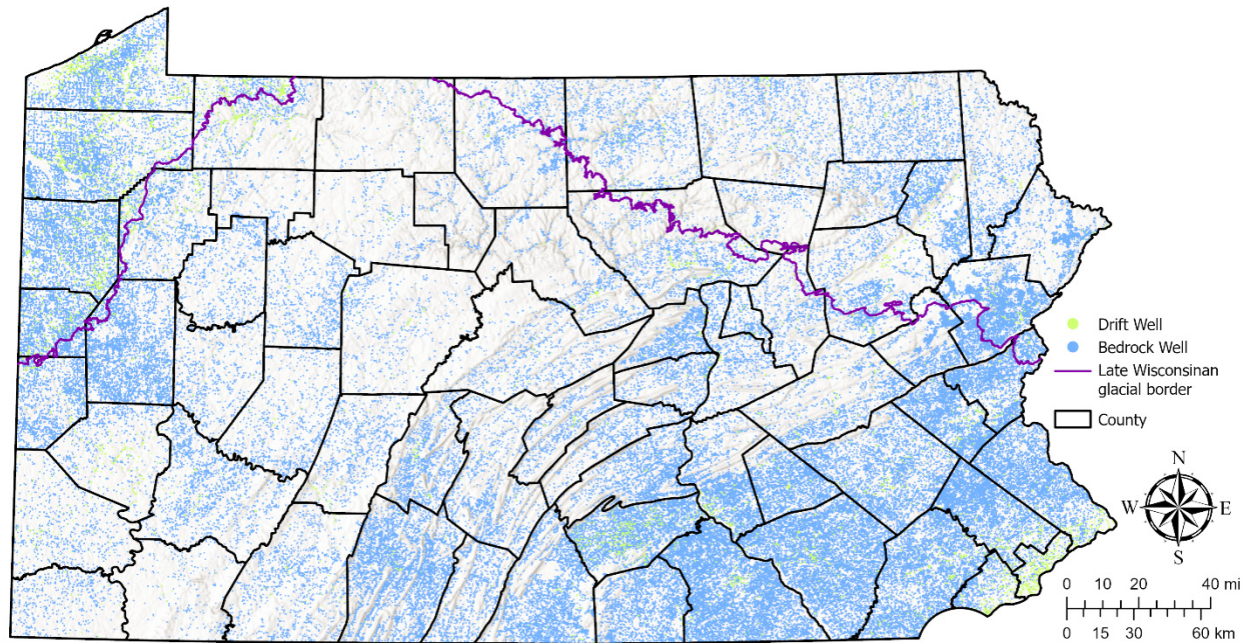 Drift Well
Bedrock Well
Late Wisconsinan
glacial border
County
N
W E
S
0 10 20 40 mi
0 15 30 60 km